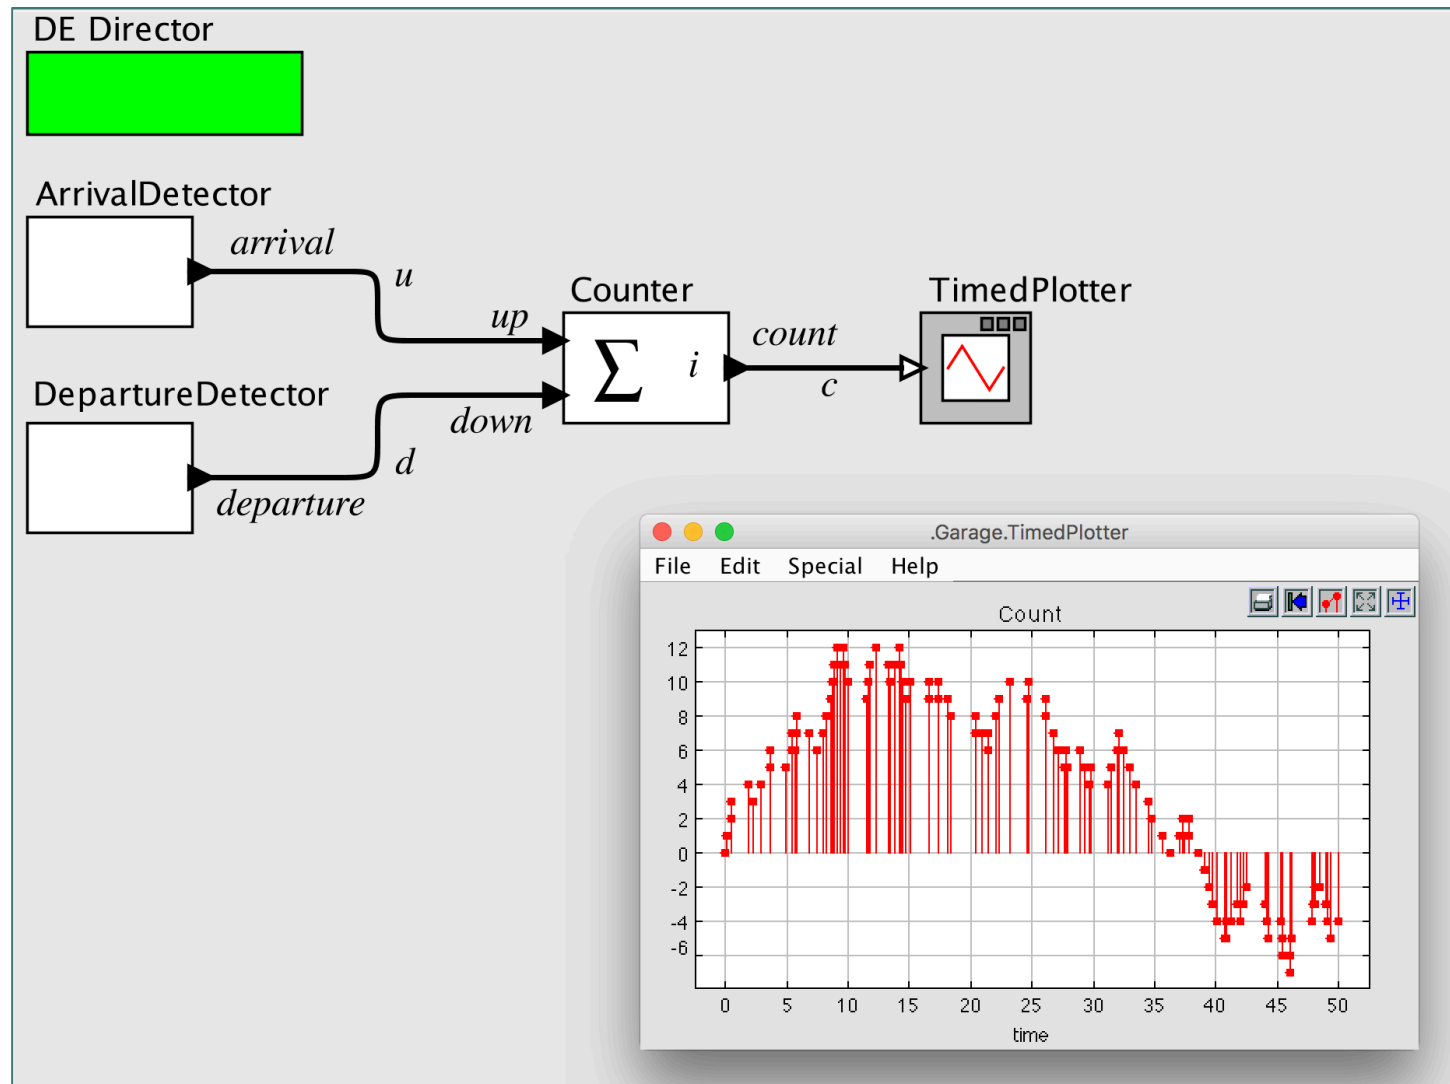 DE Director
ArrivalDetector
arrival
u
up
Counter
Σ i
count
c
TimedPlotter
DepartureDetector
down
d
departure
.Garage.TimedPlotter
File Edit Special Help
Count
12
10
8
6
4
2
0
-2
-4
-6
0 5 10 15 20 25 30 35 40 45 50
time